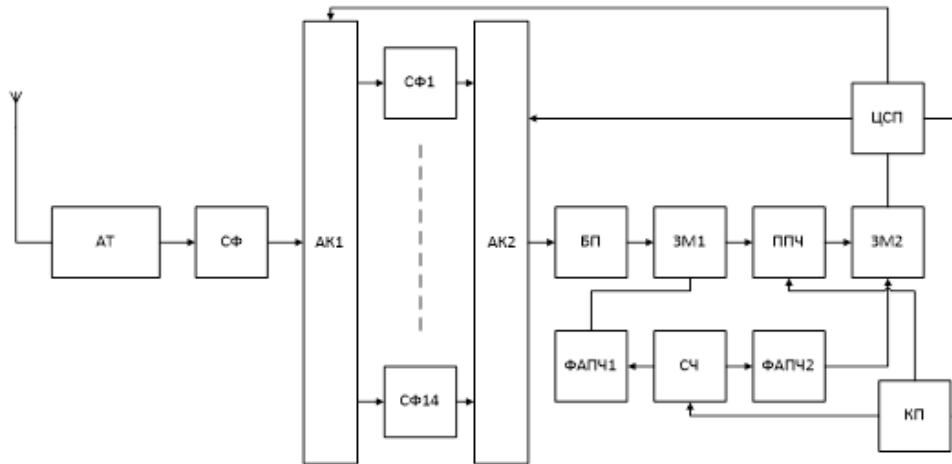 СФ1
ЦСП
АТ
СФ
АК1
АК2
БП
ЗМ1
ППЧ
ЗМ2
ФАПЧ1
СЧ
ФАПЧ2
СФ14
КП